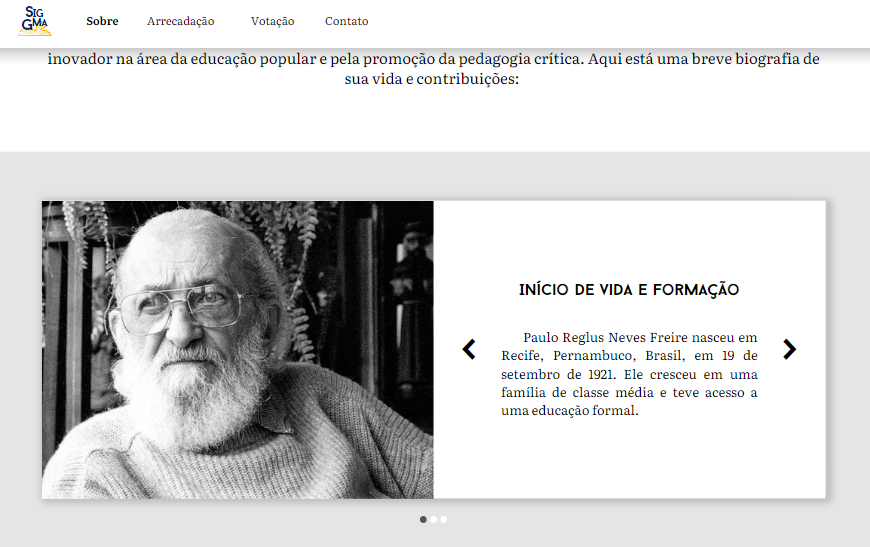 SIG
GMA
Sobre Arrecadação Votação Contato
inovador na área da educação popular e pela promoção da pedagogia crítica. Aqui está uma breve biografia de
sua vida e contribuições:
INÍCIO DE VIDA E FORMAÇÃO
Paulo Reglus Neves Freire nasceu em
Recife, Pernambuco, Brasil, em 19 de
setembro de 1921. Ele cresceu em uma
família de classe média e teve acesso a
uma educação formal.